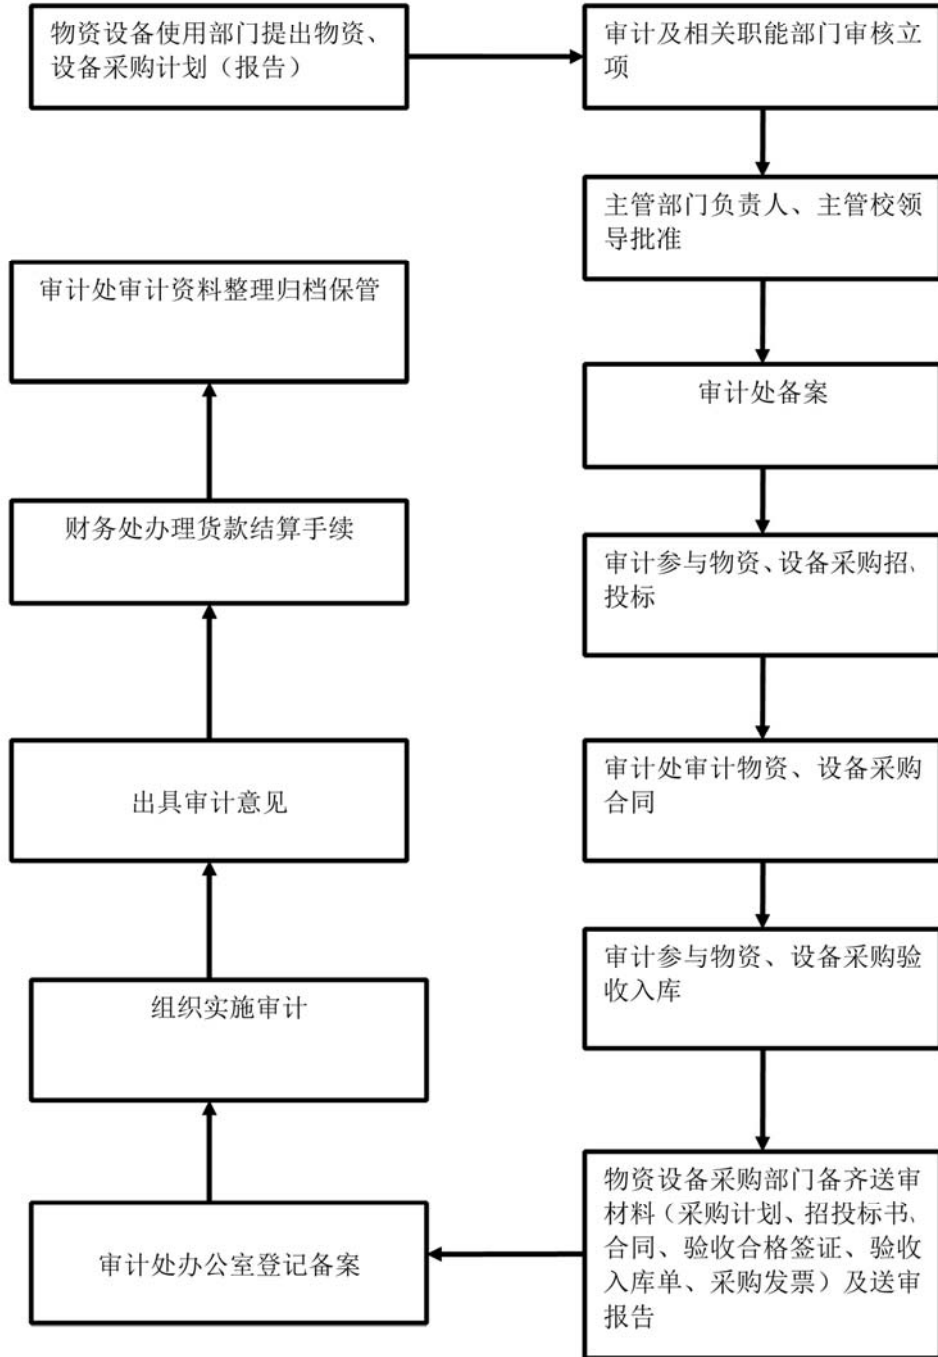 物资设备使用部门提出物资、
设备采购计划（报告）
审计及相关职能部门审核立
项
主管部门负责人、主管校领
导批准
审计处备案
审计参与物资、设备采购招、
投标
审计处审计物资、设备采购
合同
审计参与物资、设备采购验
收入库
物资设备采购部门备齐送审
材料（采购计划、招投标书、
合同、验收合格签证、验收
入库单、采购发票）及送审
报告
审计处办公室登记备案
组织实施审计
出具审计意见
财务处办理货款结算手续
审计处审计资料整理归档保管